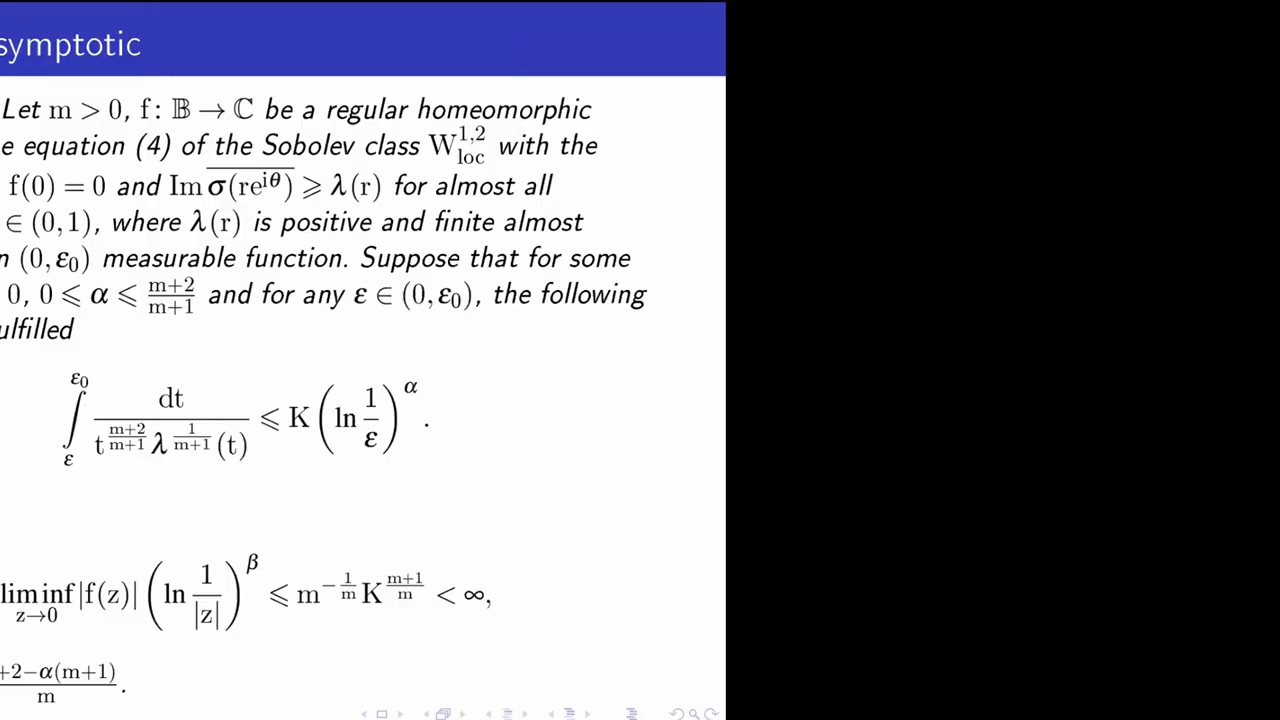 symptotic
Let m > 0, f: 𝔹 → ℂ be a regular homeomorphic
e equation (4) of the Sobolev class W^{1,2}_{loc} with the
f(0) = 0 and Im \overline{σ(re^{iθ})} ⩾ λ(r) for almost all
∈ (0,1), where λ(r) is positive and finite almost
n (0,ε₀) measurable function. Suppose that for some
0, 0 ⩽ α ⩽ \frac{m+2}{m+1} and for any ε ∈ (0,ε₀), the following
ulfilled
\int_{ε}^{ε_0} \frac{dt}{t^{\frac{m+2}{m+1}} λ^{\frac{1}{m+1}}(t)} ⩽ K \left( \ln \frac{1}{ε} \right)^{α}.
\liminf_{z→0} |f(z)| \left( \ln \frac{1}{|z|} \right)^{β} ⩽ m^{-\frac{1}{m}} K^{\frac{m+1}{m}} < ∞,
\frac{+2−α(m+1)}{m}.